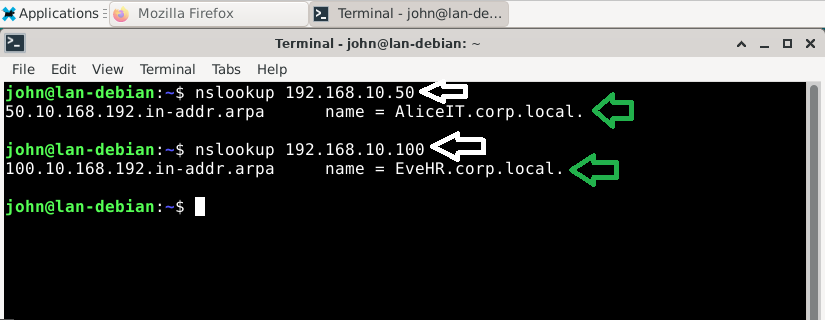 Applications Mozilla Firefox Terminal - john@lan-de...
Terminal - john@lan-debian: ~
File Edit View Terminal Tabs Help
john@lan-debian:~$ nslookup 192.168.10.50
50.10.168.192.in-addr.arpa name = AliceIT.corp.local.
john@lan-debian:~$ nslookup 192.168.10.100
100.10.168.192.in-addr.arpa name = EveHR.corp.local.
john@lan-debian:~$